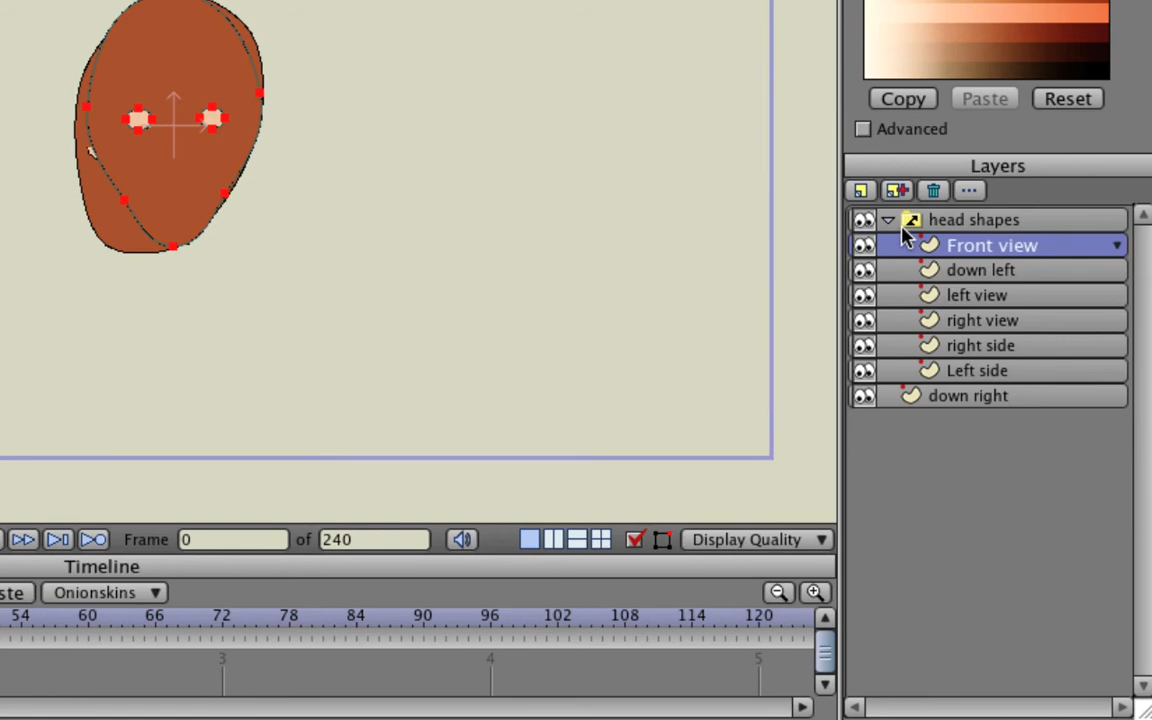 Copy Paste Reset
Advanced
Layers
head shapes
Front view
down left
left view
right view
right side
Left side
down right
Frame 0 of 240 Display Quality
Timeline
ste Onionskins
54 60 66 72 78 84 90 96 102 108 114 120
3 4 5